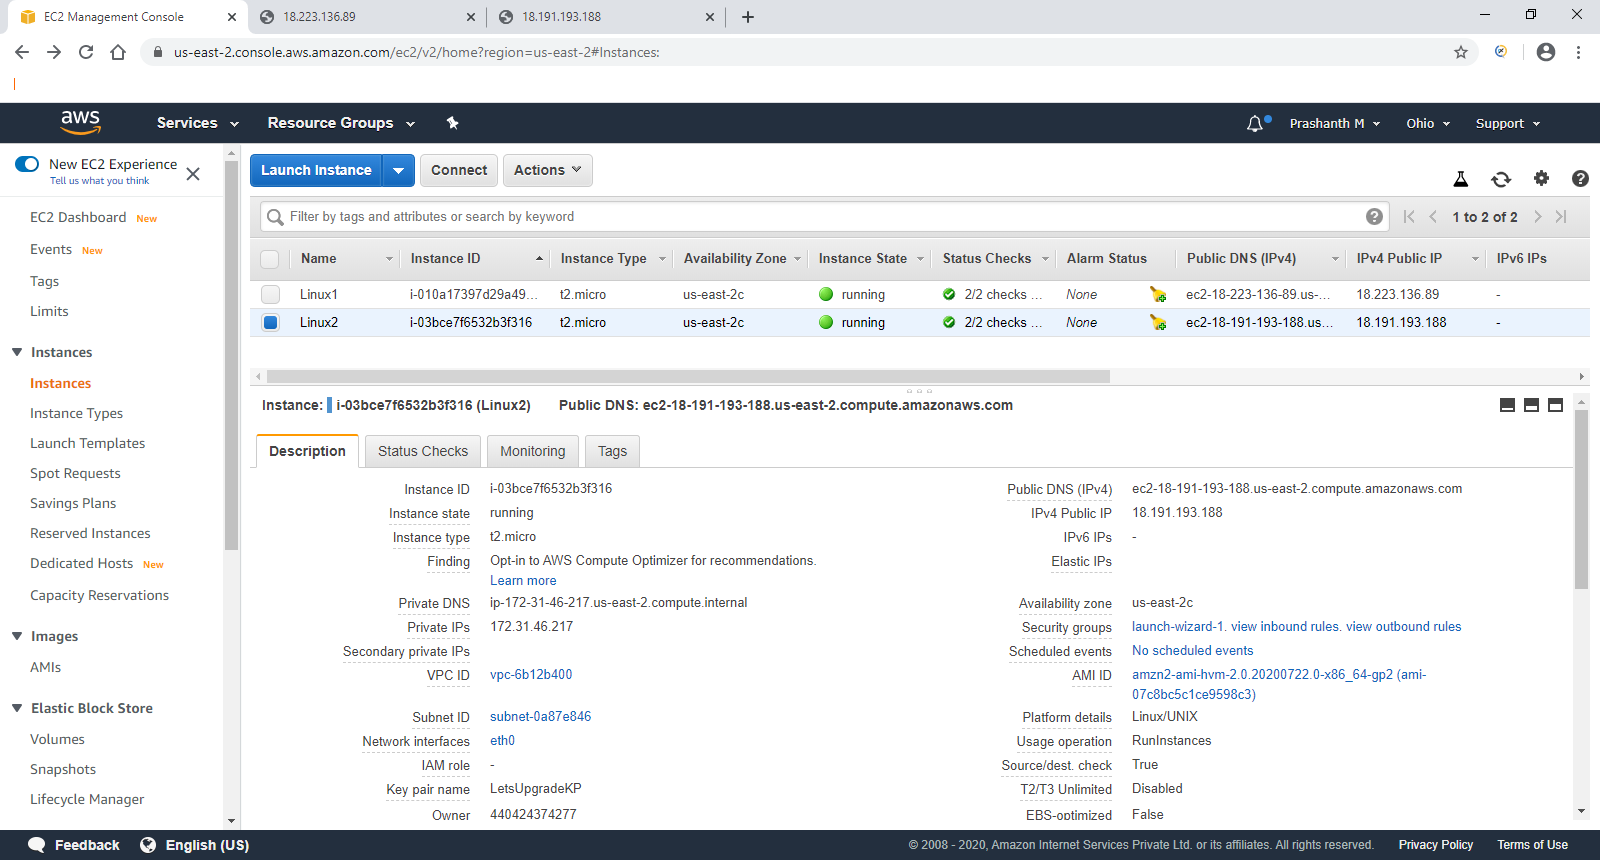 EC2 Management Console
18.223.136.89
18.191.193.188
us-east-2.console.aws.amazon.com/ec2/v2/home?region=us-east-2#Instances:
aws
Services
Resource Groups
Prashanth M
Ohio
Support
New EC2 Experience
Tell us what you think
EC2 Dashboard New
Events New
Tags
Limits
Instances
Instances
Instance Types
Launch Templates
Spot Requests
Savings Plans
Reserved Instances
Dedicated Hosts New
Capacity Reservations
Images
AMIs
Elastic Block Store
Volumes
Snapshots
Lifecycle Manager
Launch Instance
Connect
Actions
Filter by tags and attributes or search by keyword
1 to 2 of 2
Name Instance ID Instance Type Availability Zone Instance State Status Checks Alarm Status Public DNS (IPv4) IPv4 Public IP IPv6 IPs
Linux1 i-010a17397d29a49... t2.micro us-east-2c running 2/2 checks ... None ec2-18-223-136-89.us-... 18.223.136.89 -
Linux2 i-03bce7f6532b3f316 t2.micro us-east-2c running 2/2 checks ... None ec2-18-191-193-188.us... 18.191.193.188 -
Instance: i-03bce7f6532b3f316 (Linux2) Public DNS: ec2-18-191-193-188.us-east-2.compute.amazonaws.com
Description
Status Checks
Monitoring
Tags
Instance ID i-03bce7f6532b3f316
Instance state running
Instance type t2.micro
Finding Opt-in to AWS Compute Optimizer for recommendations.
Learn more
Private DNS ip-172-31-46-217.us-east-2.compute.internal
Private IPs 172.31.46.217
Secondary private IPs
VPC ID vpc-6b12b400
Subnet ID subnet-0a87e846
Network interfaces eth0
IAM role -
Key pair name LetsUpgradeKP
Owner 440424374277
Public DNS (IPv4) ec2-18-191-193-188.us-east-2.compute.amazonaws.com
IPv4 Public IP 18.191.193.188
IPv6 IPs -
Elastic IPs
Availability zone us-east-2c
Security groups launch-wizard-1. view inbound rules. view outbound rules
Scheduled events No scheduled events
AMI ID amzn2-ami-hvm-2.0.20200722.0-x86_64-gp2 (ami-
07c8bc5c1ce9598c3)
Platform details Linux/UNIX
Usage operation RunInstances
Source/dest. check True
T2/T3 Unlimited Disabled
EBS-optimized False
Feedback
English (US)
© 2008 - 2020, Amazon Internet Services Private Ltd. or its affiliates. All rights reserved.
Privacy Policy
Terms of Use